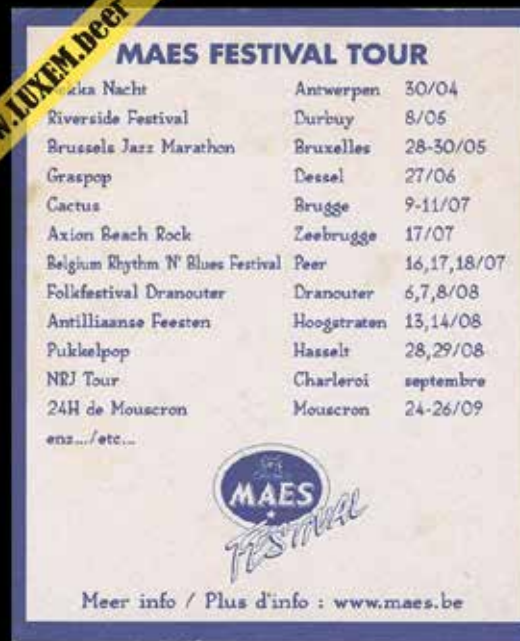 W.LUXEM.beer
MAES FESTIVAL TOUR
Nacht Antwerpen 30/04
Riverside Festival Durbuy 8/05
Brussels Jazz Marathon Bruxelles 28-30/05
Graspop Dessel 27/06
Cactus Brugge 9-11/07
Axion Beach Rock Zeebrugge 17/07
Belgium Rhythm 'N' Blues Festival Peer 16,17,18/07
Folkfestival Dranouter Dranouter 6,7,8/08
Antilliaanse Feesten Hoogstraten 13,14/08
Pukkelpop Hasselt 28,29/08
NRJ Tour Charleroi septembre
24H de Mouscron Mouscron 24-26/09
enz.../etc...
MAES
FESTIVAL
Meer info / Plus d'info : www.maes.be